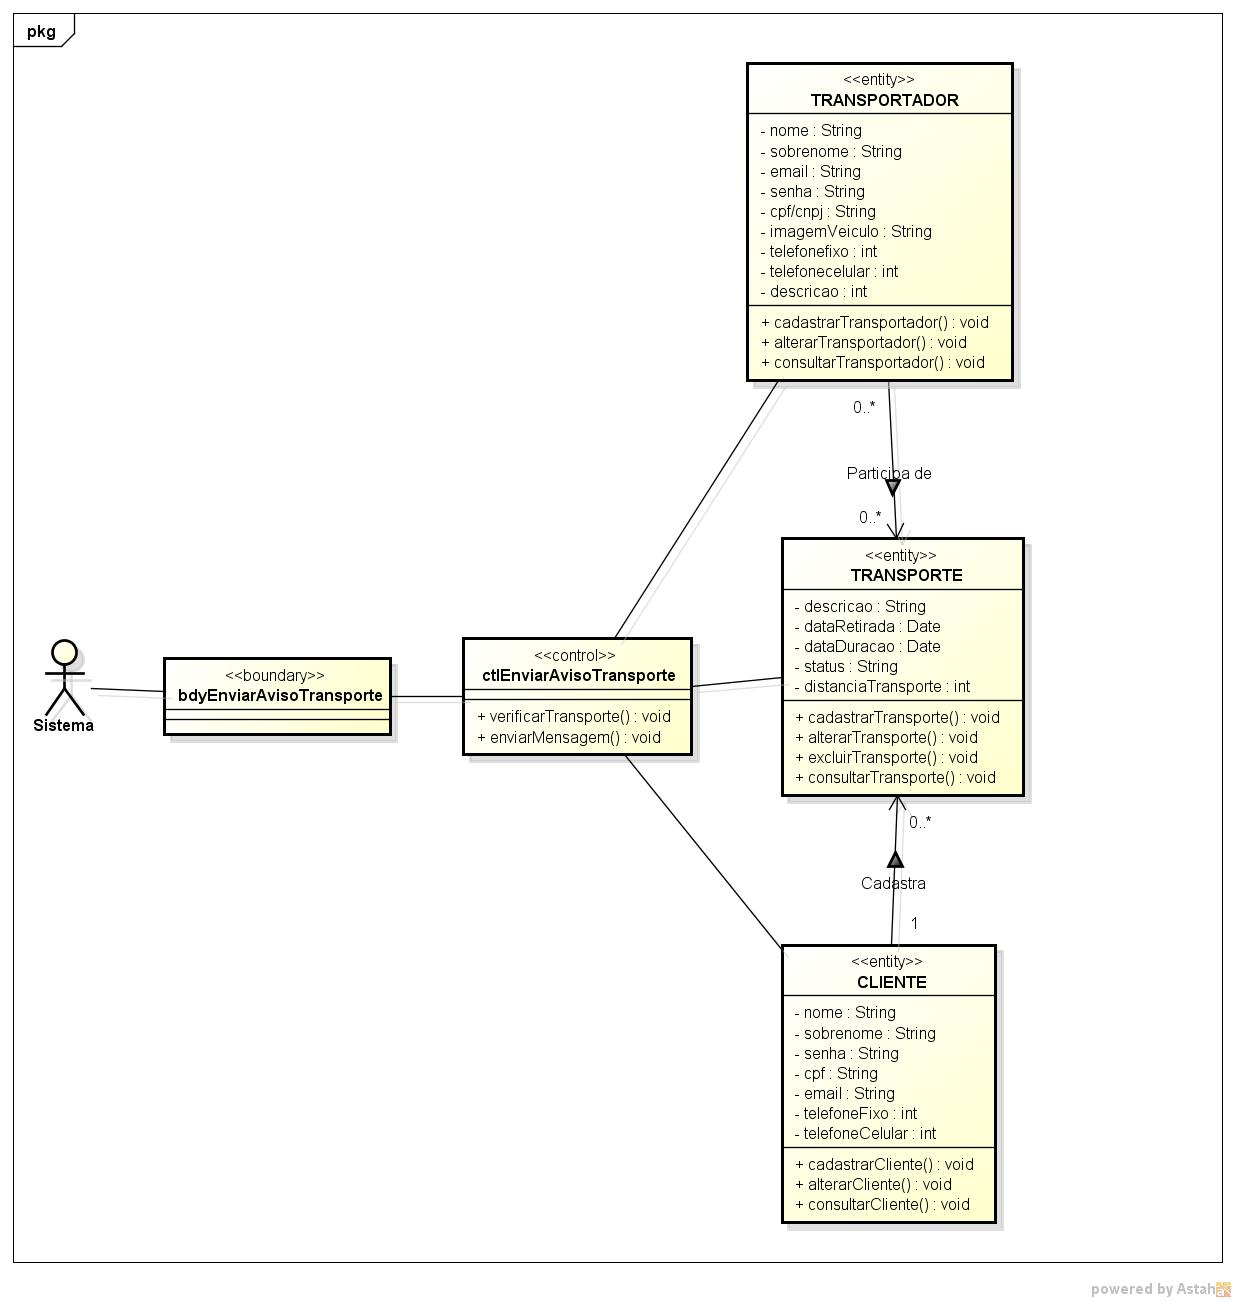 pkg
<<entity>>
TRANSPORTADOR
- nome : String
- sobrenome : String
- email : String
- senha : String
- cpf/cnpj : String
- imagemVeiculo : String
- telefonefixo : int
- telefonecelular : int
- descricao : int
+ cadastrarTransportador() : void
+ alterarTransportador() : void
+ consultarTransportador() : void
0..*
Participa de
0..*
<<entity>>
TRANSPORTE
- descricao : String
- dataRetirada : Date
- dataDuracao : Date
- status : String
- distanciaTransporte : int
+ cadastrarTransporte() : void
+ alterarTransporte() : void
+ excluirTransporte() : void
+ consultarTransporte() : void
Sistema
<<boundary>>
bdyEnviarAvisoTransporte
<<control>>
ctlEnviarAvisoTransporte
+ verificarTransporte() : void
+ enviarMensagem() : void
0..*
Cadastra
1
<<entity>>
CLIENTE
- nome : String
- sobrenome : String
- senha : String
- cpf : String
- email : String
- telefoneFixo : int
- telefoneCelular : int
+ cadastrarCliente() : void
+ alterarCliente() : void
+ consultarCliente() : void
powered by Astah